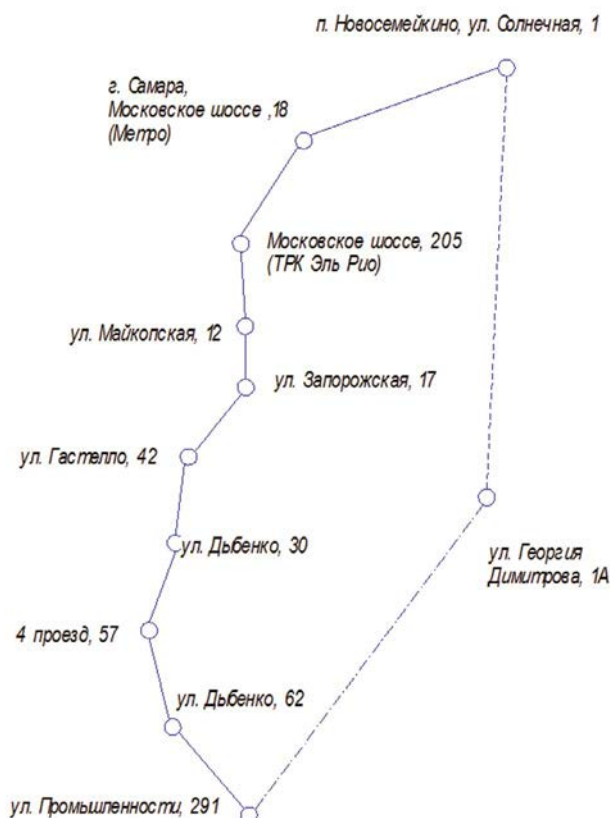 п. Новосемейкино, ул. Солнечная, 1
г. Самара,
Московское шоссе ,18
(Метро)
Московское шоссе, 205
(ТРК Эль Рио)
ул. Майкопская, 12
ул. Запорожская, 17
ул. Гастелло, 42
ул. Дыбенко, 30
ул. Георгия
Димитрова, 1А
4 проезд, 57
ул. Дыбенко, 62
ул. Промышленности, 291